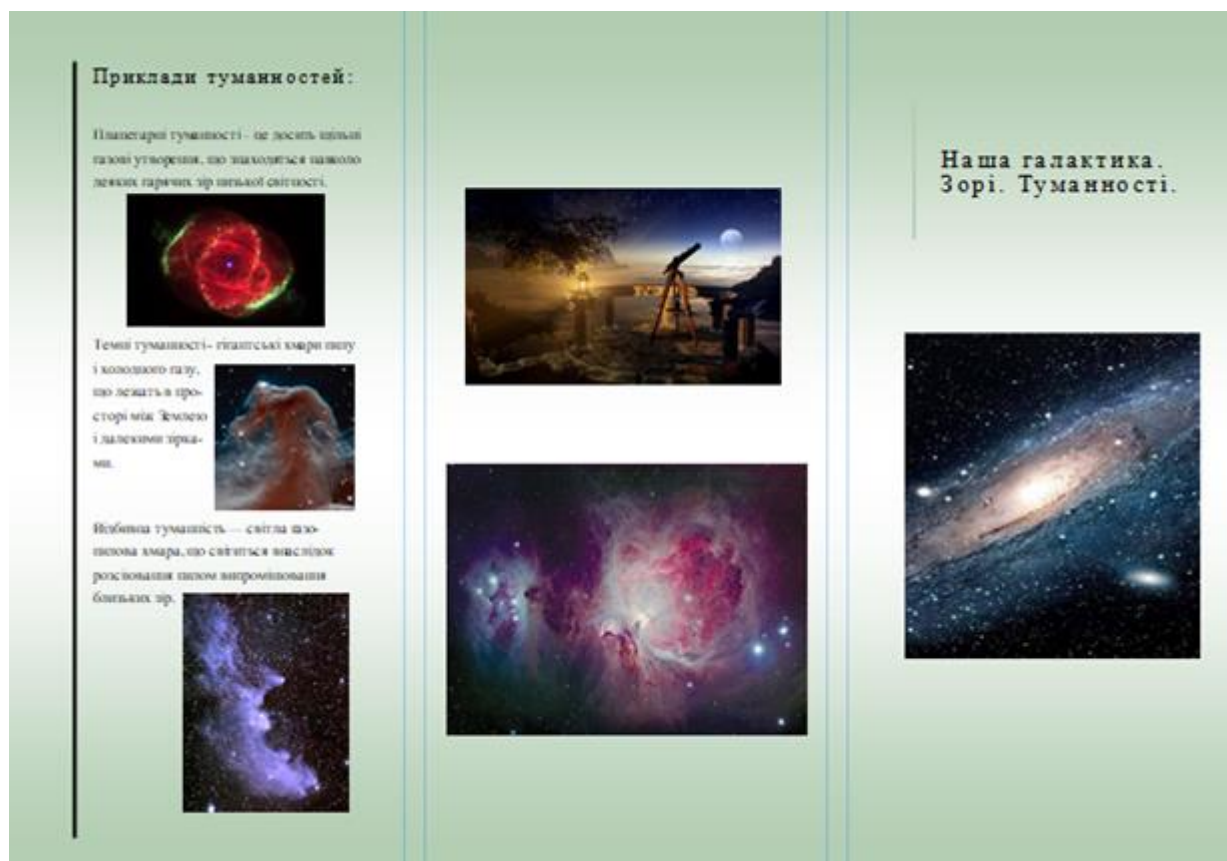 Приклади туманностей:
Планетарні туманності - це досить щільні
газові утворення, що знаходяться навколо
деяких гарячих зір низької світності.
Темні туманності– гігантські хмари пилу
і холодного газу,
що лежать в про-
сторі між Землею
і далекими зірка-
ми.
Відбивна туманність — світла газо-
пилова хмара, що світиться внаслідок
розсіювання пилом випромінювання
близьких зір.
Наша галактика.
Зорі. Туманності.